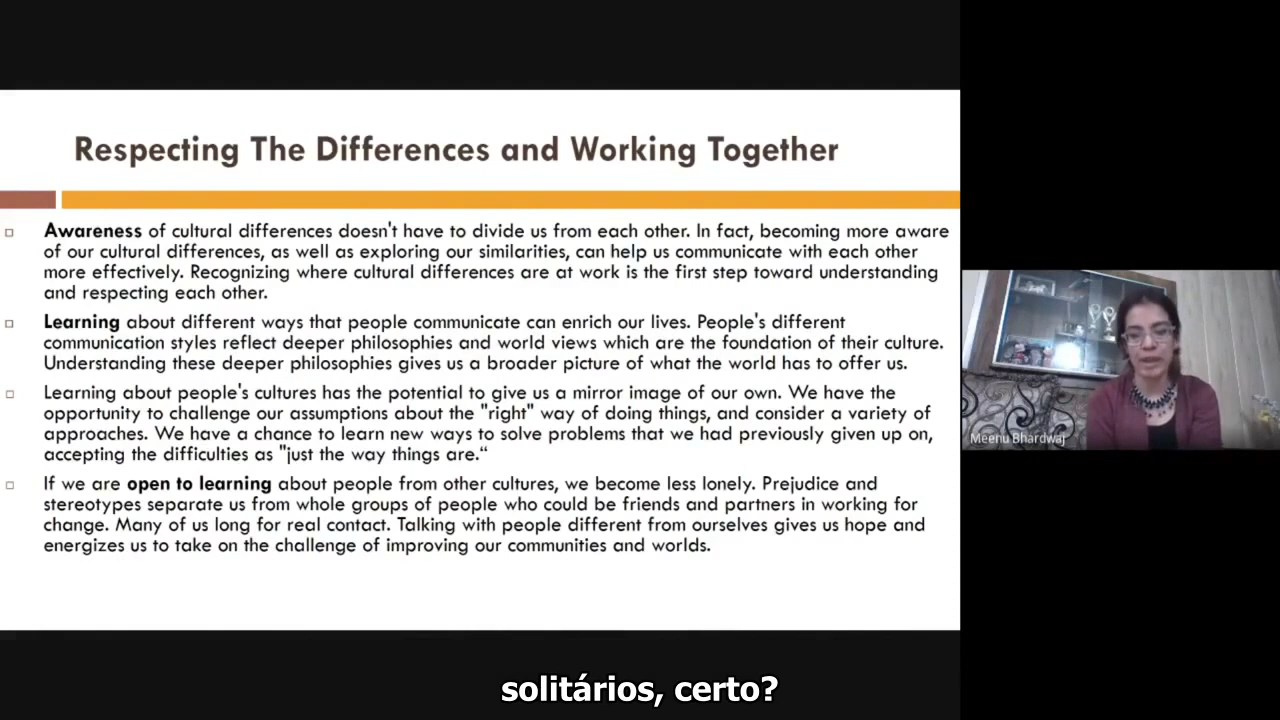 Respecting The Differences and Working Together
Awareness of cultural differences doesn't have to divide us from each other. In fact, becoming more aware
of our cultural differences, as well as exploring our similarities, can help us communicate with each other
more effectively. Recognizing where cultural differences are at work is the first step toward understanding
and respecting each other.
Learning about different ways that people communicate can enrich our lives. People's different
communication styles reflect deeper philosophies and world views which are the foundation of their culture.
Understanding these deeper philosophies gives us a broader picture of what the world has to offer us.
Learning about people's cultures has the potential to give us a mirror image of our own. We have the
opportunity to challenge our assumptions about the "right" way of doing things, and consider a variety of
approaches. We have a chance to learn new ways to solve problems that we had previously given up on,
accepting the difficulties as "just the way things are.“
If we are open to learning about people from other cultures, we become less lonely. Prejudice and
stereotypes separate us from whole groups of people who could be friends and partners in working for
change. Many of us long for real contact. Talking with people different from ourselves gives us hope and
energizes us to take on the challenge of improving our communities and worlds.
Meenu Bhardwaj
solitários, certo?